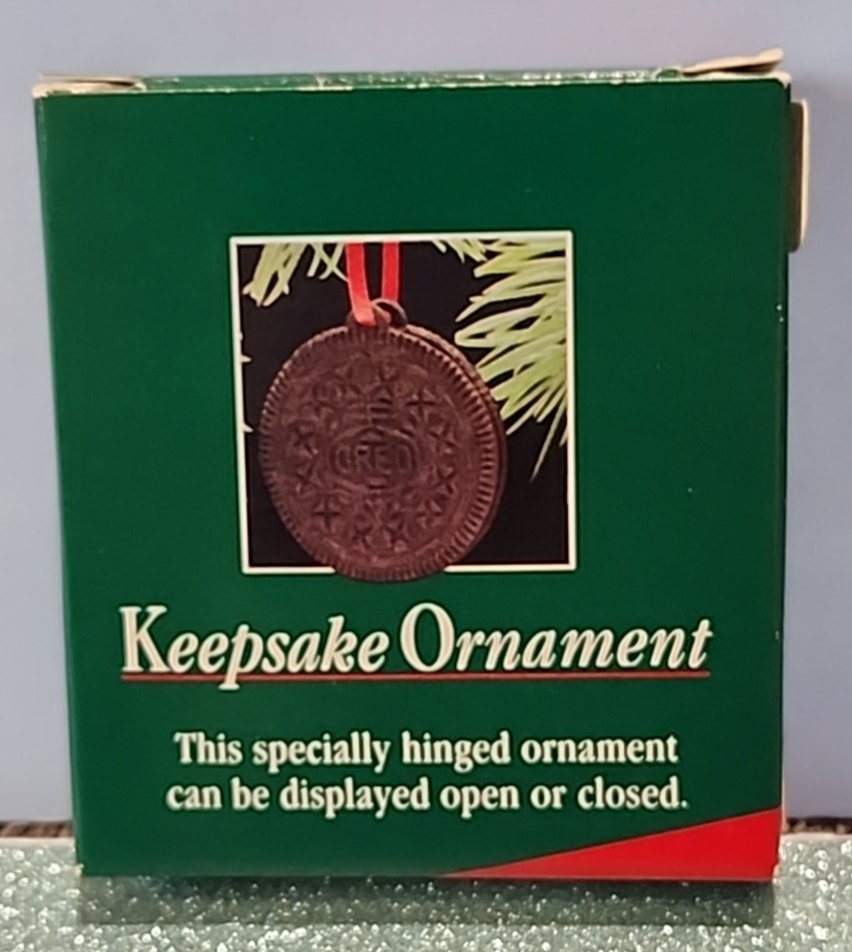 OREO
Keepsake Ornament
This specially hinged ornament
can be displayed open or closed.